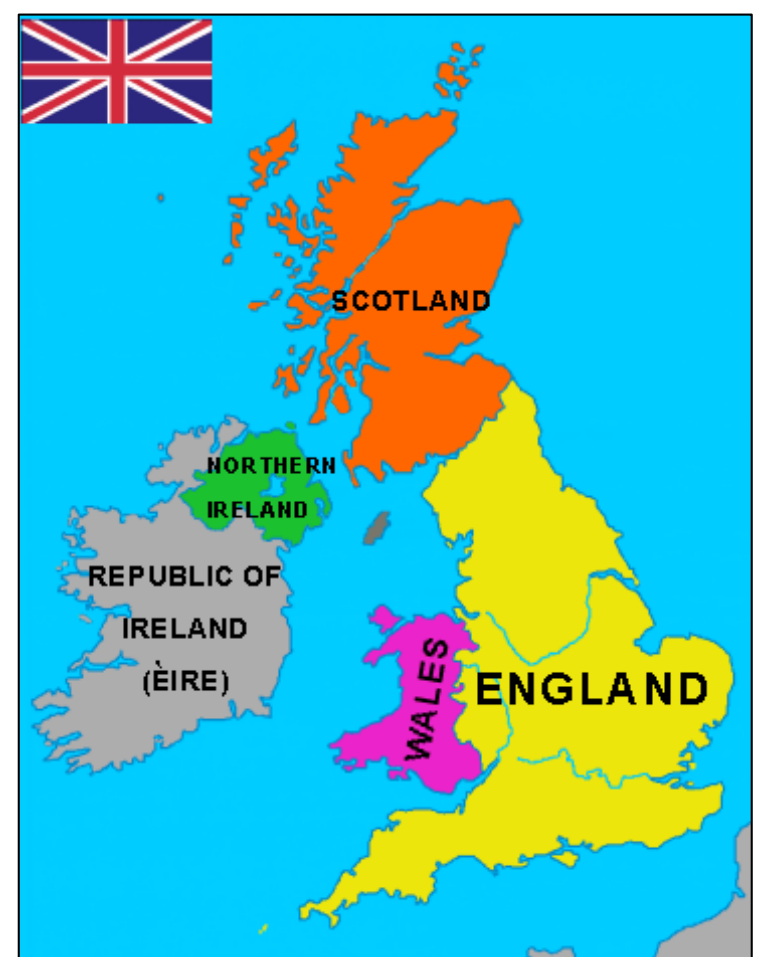 SCOTLAND
NORTHERN
IRELAND
REPUBLIC OF
IRELAND
(ÈIRE)
WALES
ENGLAND